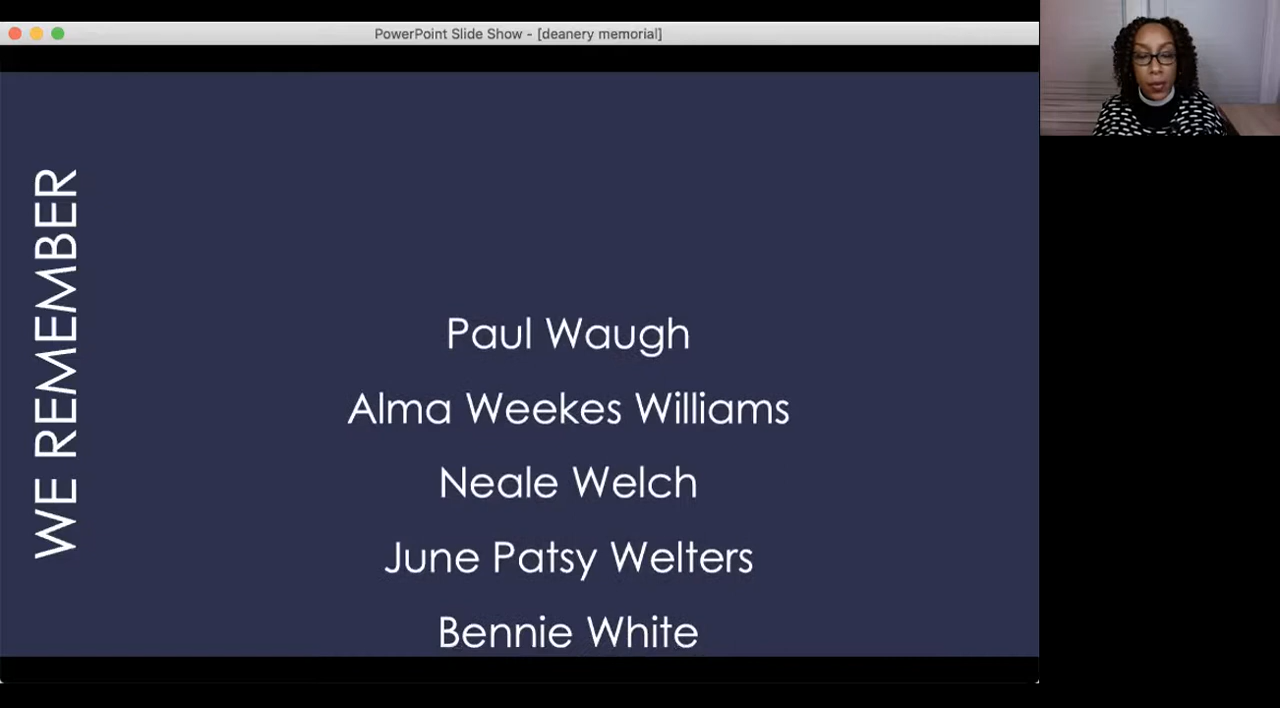 PowerPoint Slide Show - [deanery memorial]
WE REMEMBER
Paul Waugh
Alma Weekes Williams
Neale Welch
June Patsy Welters
Bennie White